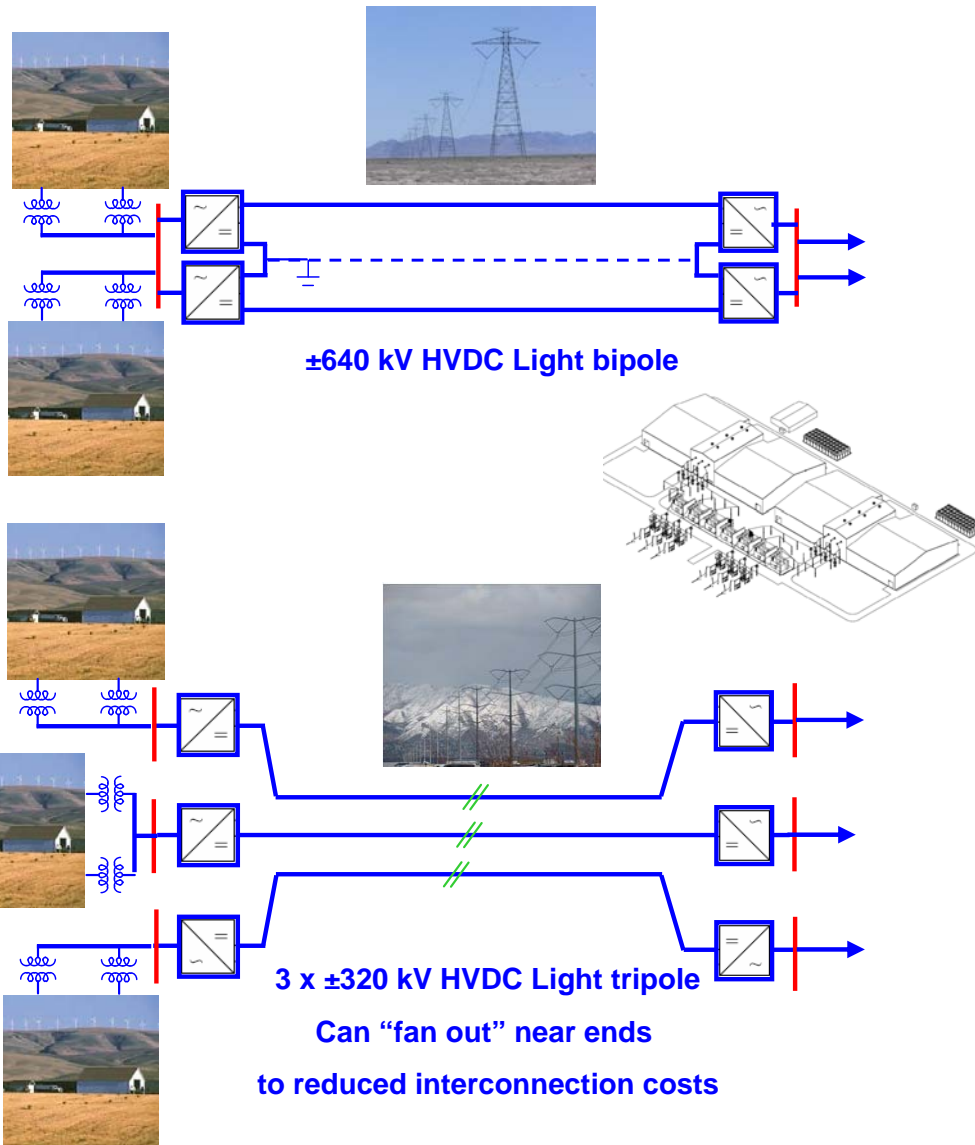 ±640 kV HVDC Light bipole
3 x ±320 kV HVDC Light tripole
Can “fan out” near ends
to reduced interconnection costs